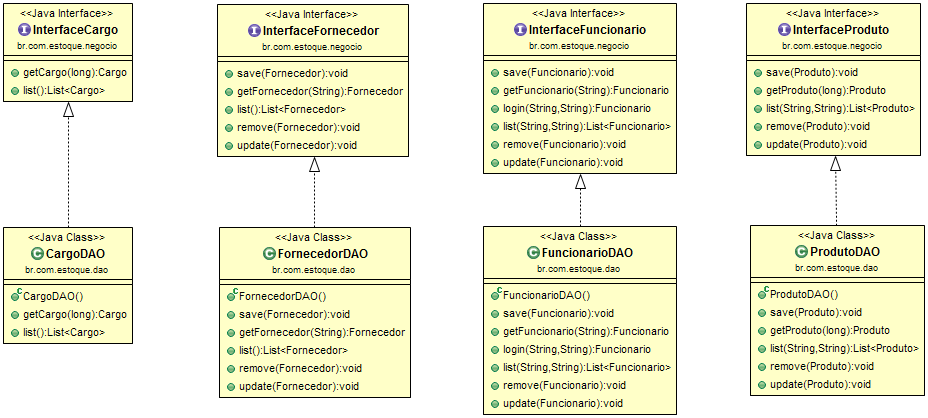 <<Java Interface>>
InterfaceCargo
br.com.estoque.negocio
getCargo(long):Cargo
list():List<Cargo>
<<Java Interface>>
InterfaceFornecedor
br.com.estoque.negocio
save(Fornecedor):void
getFornecedor(String):Fornecedor
list():List<Fornecedor>
remove(Fornecedor):void
update(Fornecedor):void
<<Java Interface>>
InterfaceFuncionario
br.com.estoque.negocio
save(Funcionario):void
getFuncionario(String):Funcionario
login(String,String):Funcionario
list(String,String):List<Funcionario>
remove(Funcionario):void
update(Funcionario):void
<<Java Interface>>
InterfaceProduto
br.com.estoque.negocio
save(Produto):void
getProduto(long):Produto
list(String,String):List<Produto>
remove(Produto):void
update(Produto):void
<<Java Class>>
CargoDAO
br.com.estoque.dao
CargoDAO()
getCargo(long):Cargo
list():List<Cargo>
<<Java Class>>
FornecedorDAO
br.com.estoque.dao
FornecedorDAO()
save(Fornecedor):void
getFornecedor(String):Fornecedor
list():List<Fornecedor>
remove(Fornecedor):void
update(Fornecedor):void
<<Java Class>>
FuncionarioDAO
br.com.estoque.dao
FuncionarioDAO()
save(Funcionario):void
getFuncionario(String):Funcionario
login(String,String):Funcionario
list(String,String):List<Funcionario>
remove(Funcionario):void
update(Funcionario):void
<<Java Class>>
ProdutoDAO
br.com.estoque.dao
ProdutoDAO()
save(Produto):void
getProduto(long):Produto
list(String,String):List<Produto>
remove(Produto):void
update(Produto):void